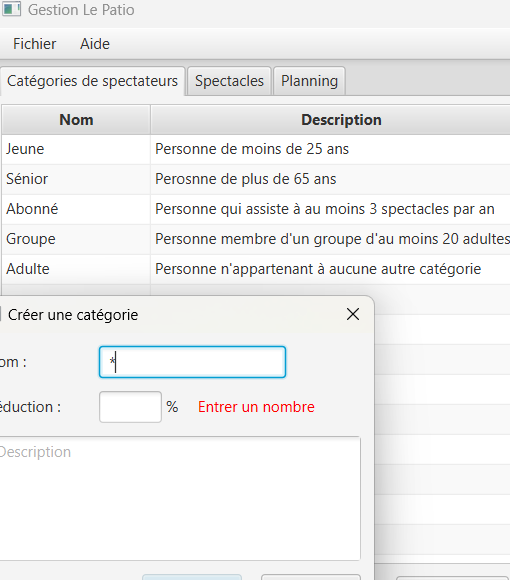 Gestion Le Patio
Fichier Aide
Catégories de spectateurs Spectacles Planning
Nom Description
Jeune Personne de moins de 25 ans
Sénior Perosnne de plus de 65 ans
Abonné Personne qui assiste à au moins 3 spectacles par an
Groupe Personne membre d'un groupe d'au moins 20 adultes
Adulte Personne n'appartenant à aucune autre catégorie
Créer une catégorie
om : *
éduction : % Entrer un nombre
Description